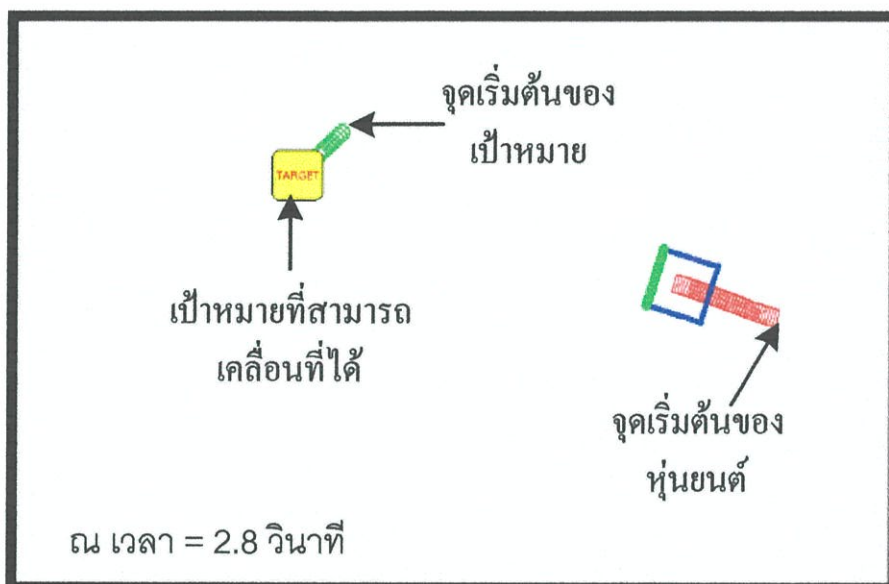 จุดเริ่มต้นของ
เป้าหมาย
TARGET
เป้าหมายที่สามารถ
เคลื่อนที่ได้
จุดเริ่มต้นของ
หุ่นยนต์
ณ เวลา = 2.8 วินาที